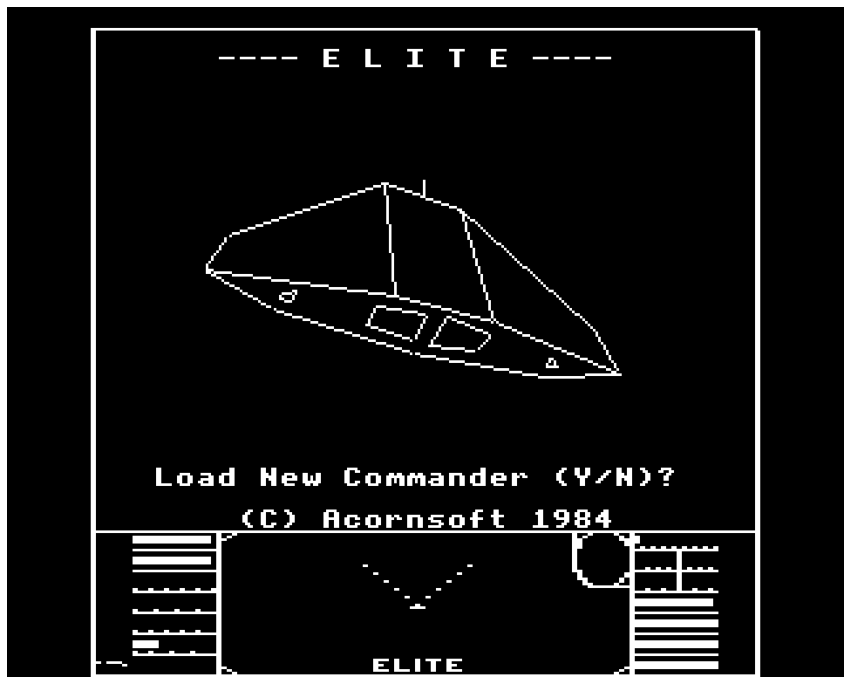 ---- E L I T E ----
Load New Commander (Y/N)?
(C) Acornsoft 1984
ELITE